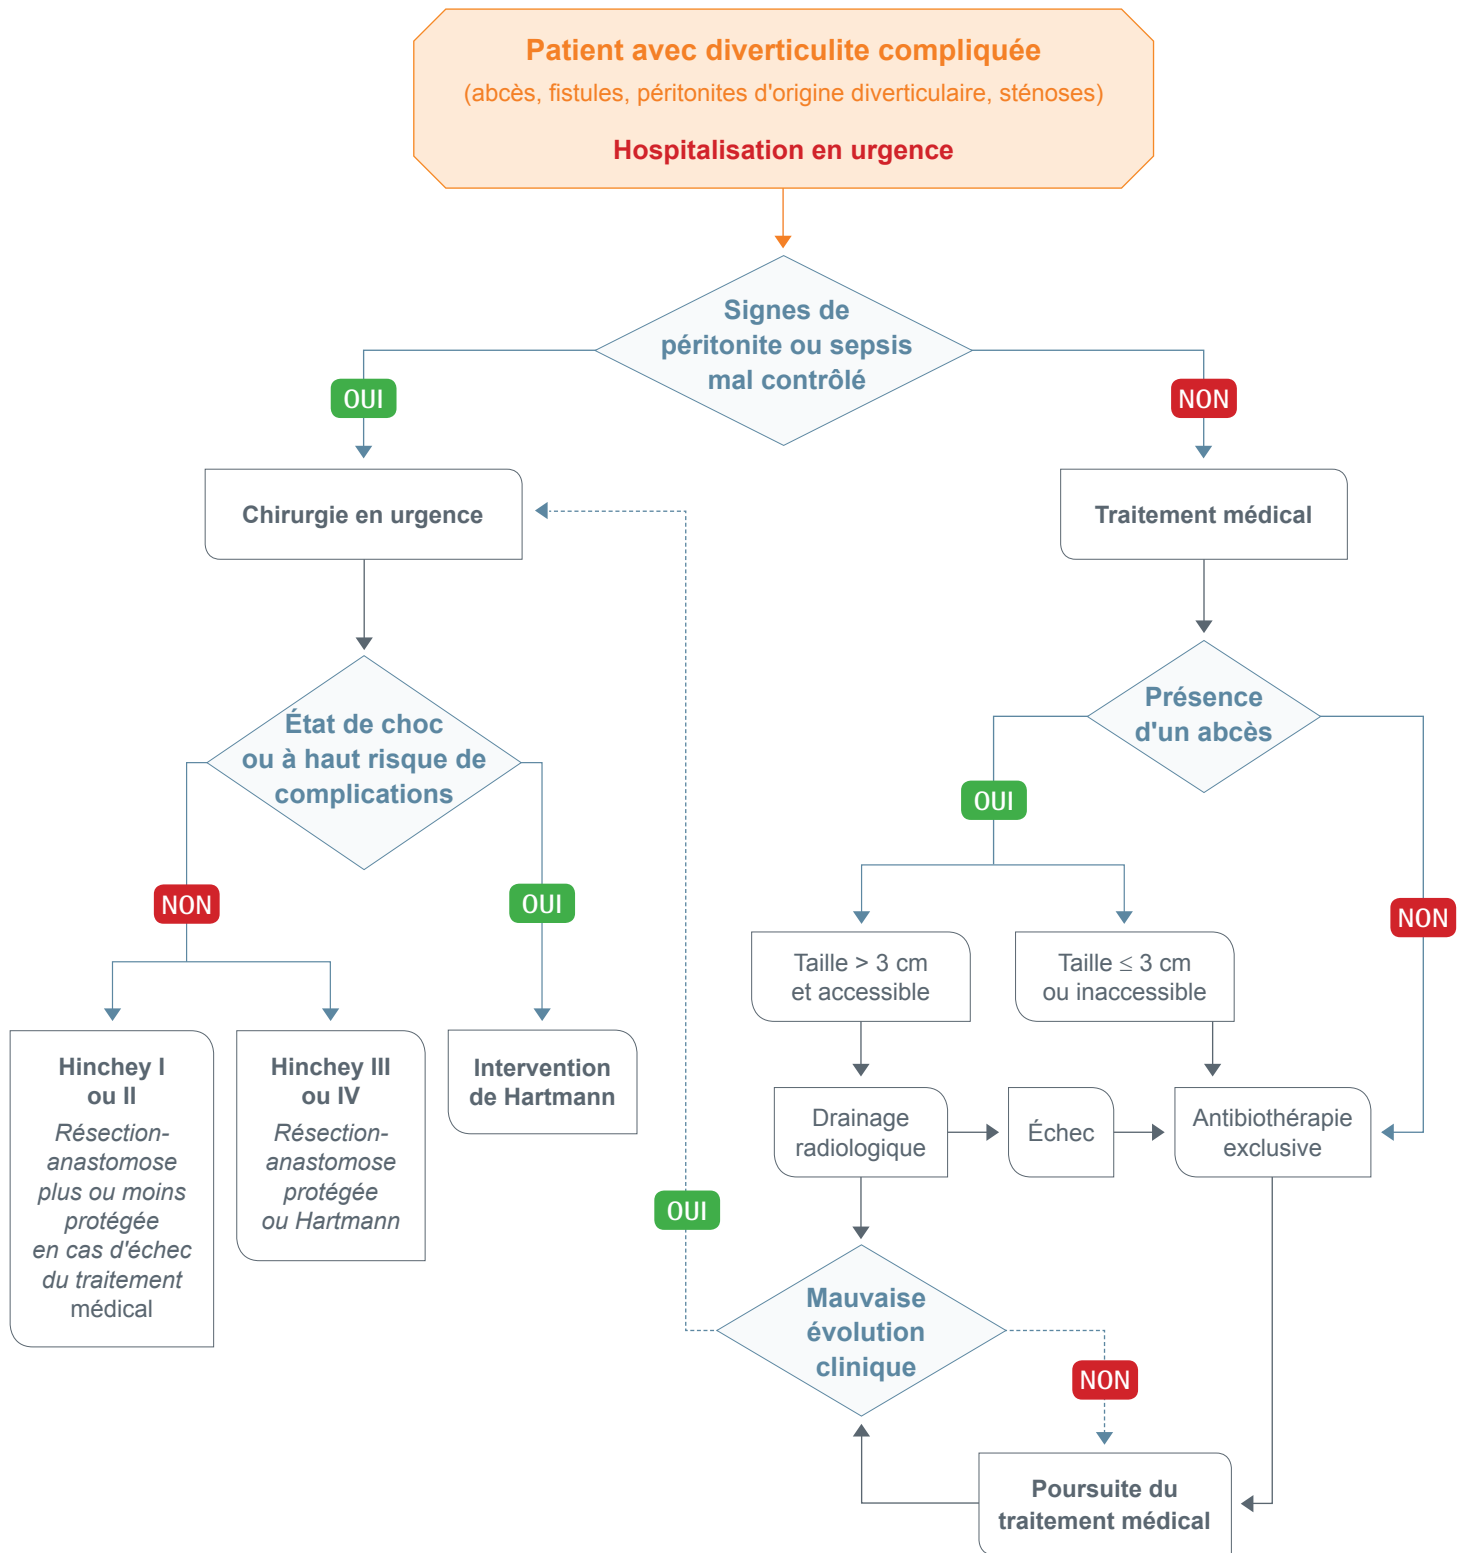 Patient avec diverticulite compliquée
(abcès, fistules, péritonites d'origine diverticulaire, sténoses)
Hospitalisation en urgence
Signes de
péritonite ou sepsis
mal contrôlé
OUI
NON
Chirurgie en urgence
Traitement médical
État de choc
ou à haut risque de
complications
Présence
d'un abcès
OUI
NON
OUI
NON
Taille > 3 cm
et accessible
Taille ≤ 3 cm
ou inaccessible
Hinchey I
ou II
Résection-
anastomose
plus ou moins
protégée
en cas d'échec
du traitement
médical
Hinchey III
ou IV
Résection-
anastomose
protégée
ou Hartmann
Intervention
de Hartmann
Drainage
radiologique
Échec
Antibiothérapie
exclusive
OUI
Mauvaise
évolution
clinique
NON
Poursuite du
traitement médical